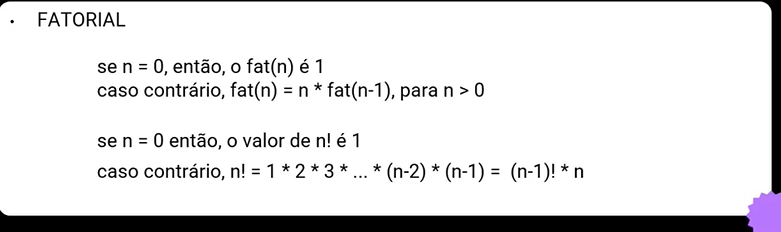 • FATORIAL
se n = 0, então, o fat(n) é 1
caso contrário, fat(n) = n * fat(n-1), para n > 0
se n = 0 então, o valor de n! é 1
caso contrário, n! = 1 * 2 * 3 * ... * (n-2) * (n-1) = (n-1)! * n